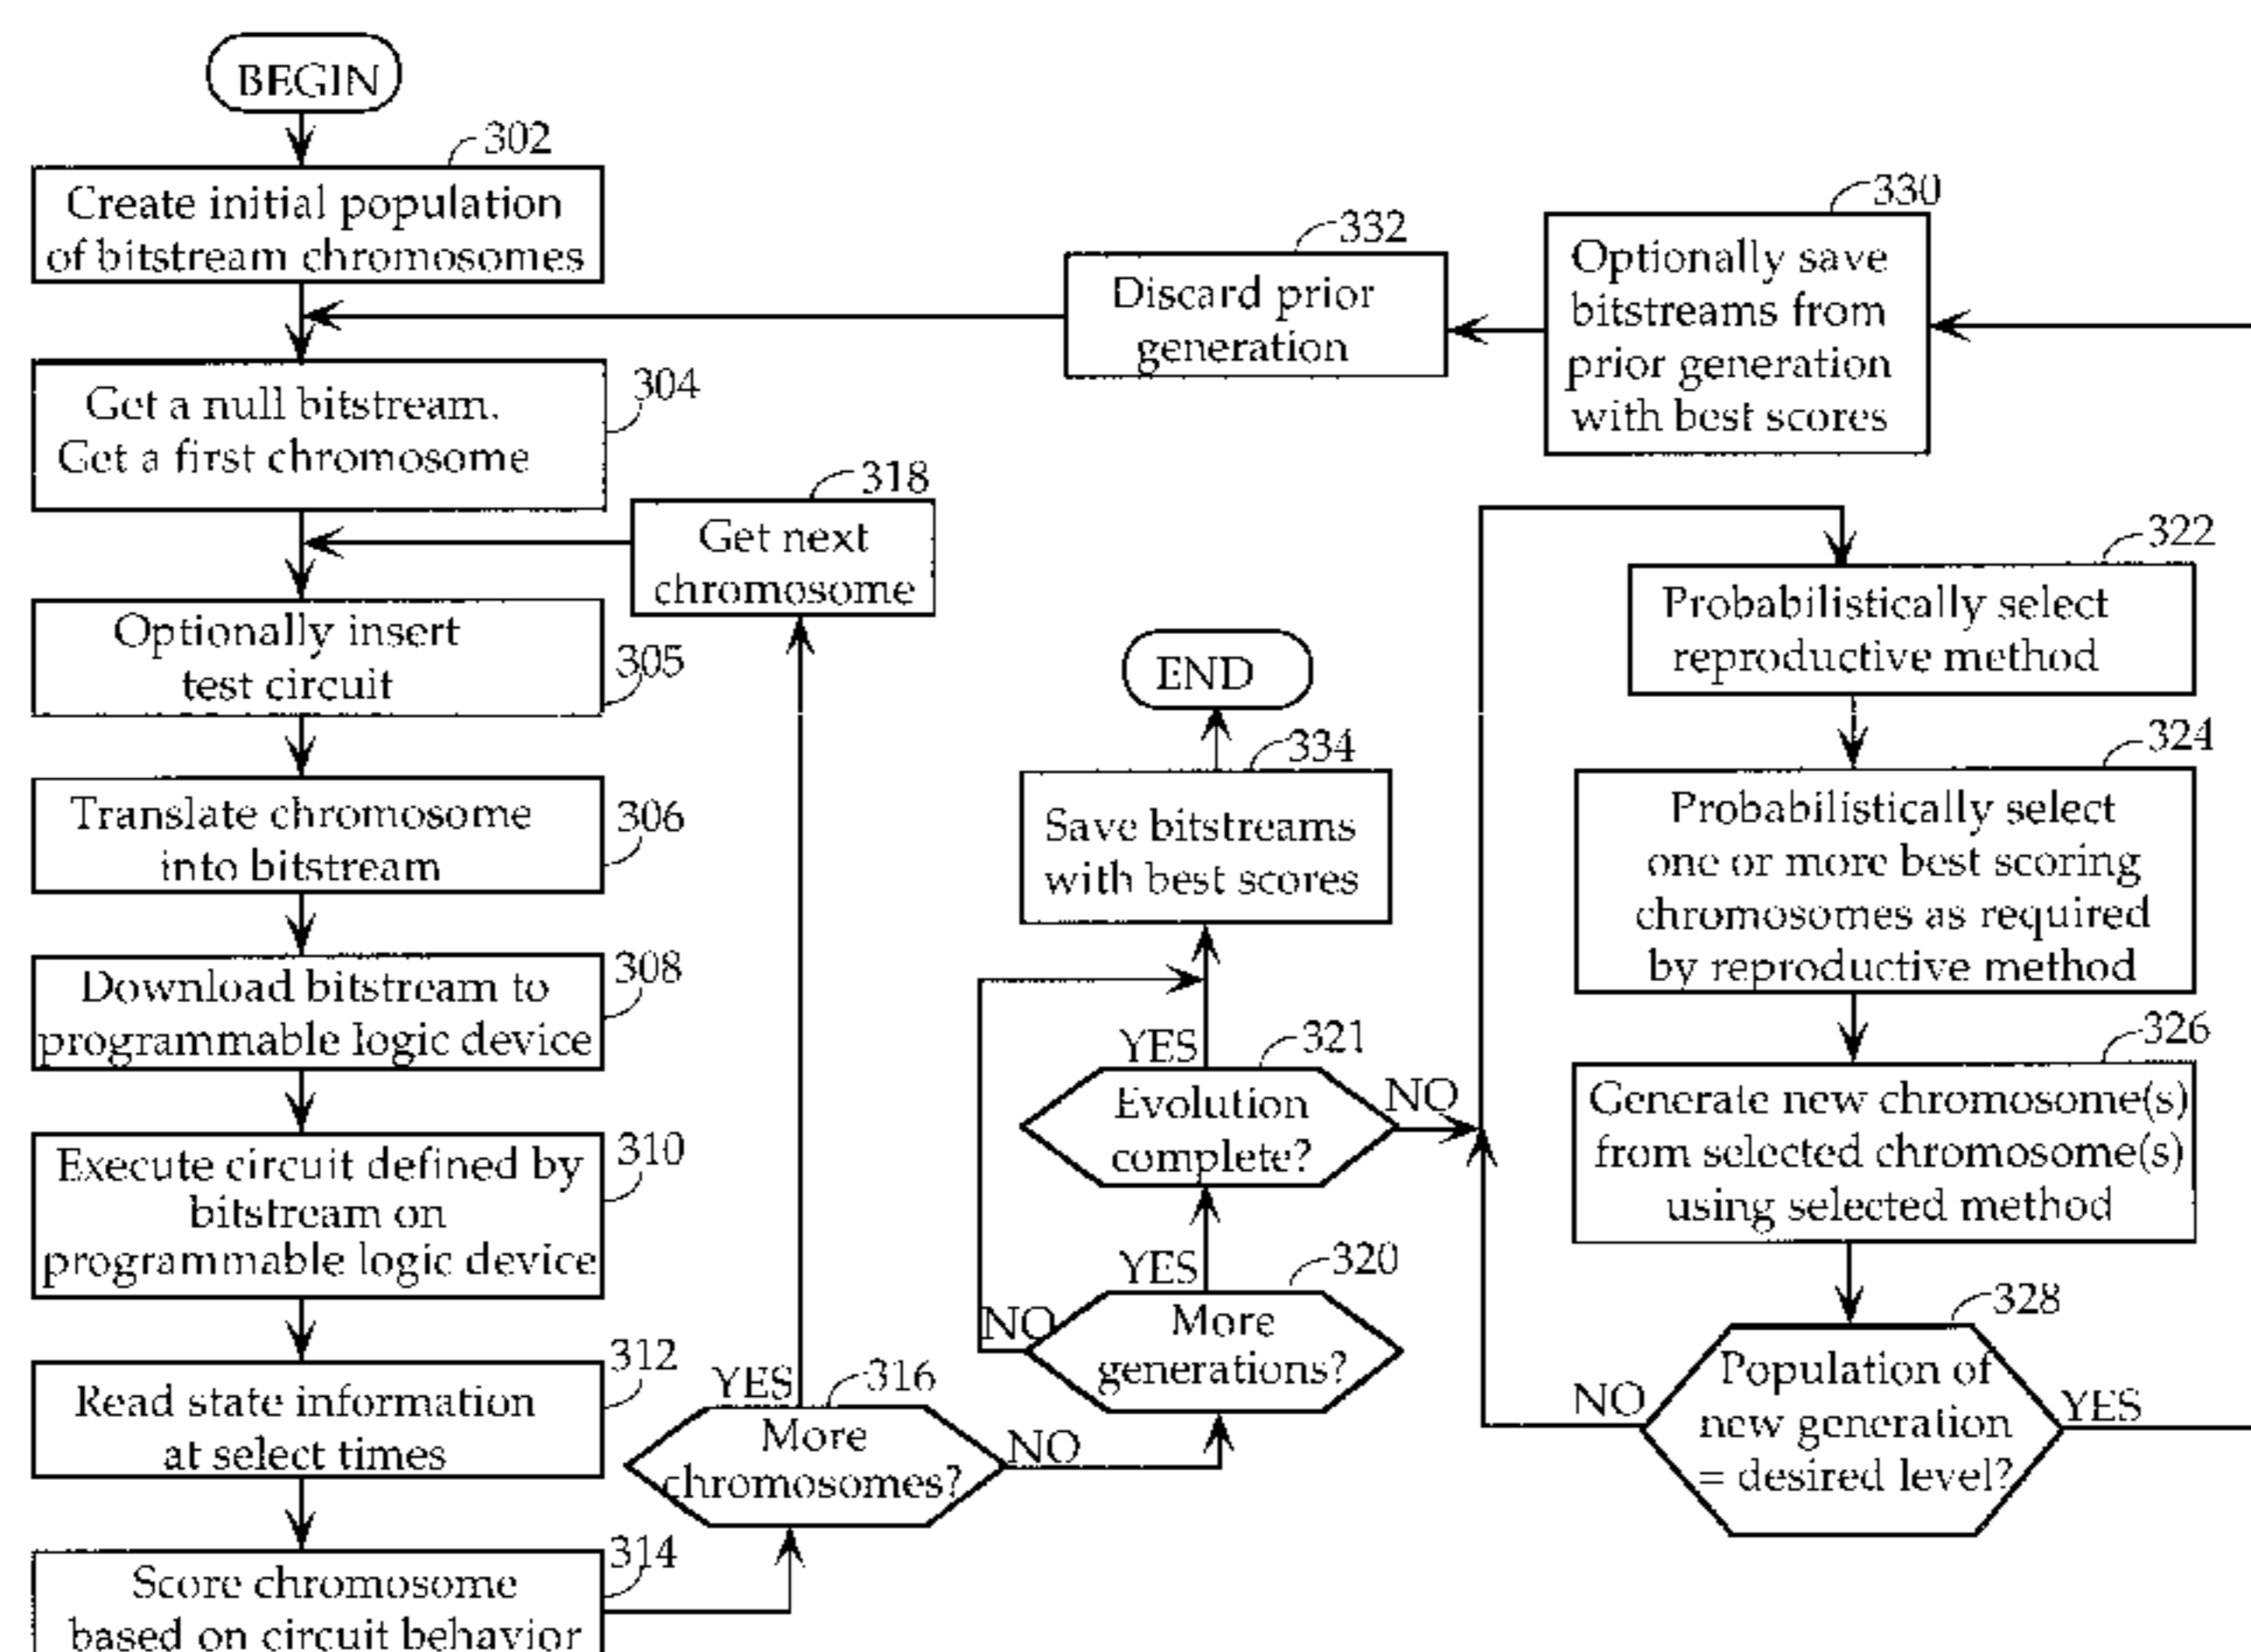 BEGIN
302
Create initial population
of bitstream chromosomes
304
Get a null bitstream.
Get a first chromosome
318
Get next
chromosome
305
Optionally insert
test circuit
306
Translate chromosome
into bitstream
308
Download bitstream to
programmable logic device
310
Execute circuit defined by
bitstream on
programmable logic device
312
Read state information
at select times
314
Score chromosome
based on circuit behavior
YES
316
More
chromosomes?
NO
320
YES
NO
More
generations?
321
YES
NO
Evolution
complete?
334
Save bitstreams
with best scores
END
322
Probabilistically select
reproductive method
324
Probabilistically select
one or more best scoring
chromosomes as required
by reproductive method
326
Generate new chromosome(s)
from selected chromosome(s)
using selected method
328
NO
Population of
new generation
= desired level?
YES
330
Optionally save
bitstreams from
prior generation
with best scores
332
Discard prior
generation